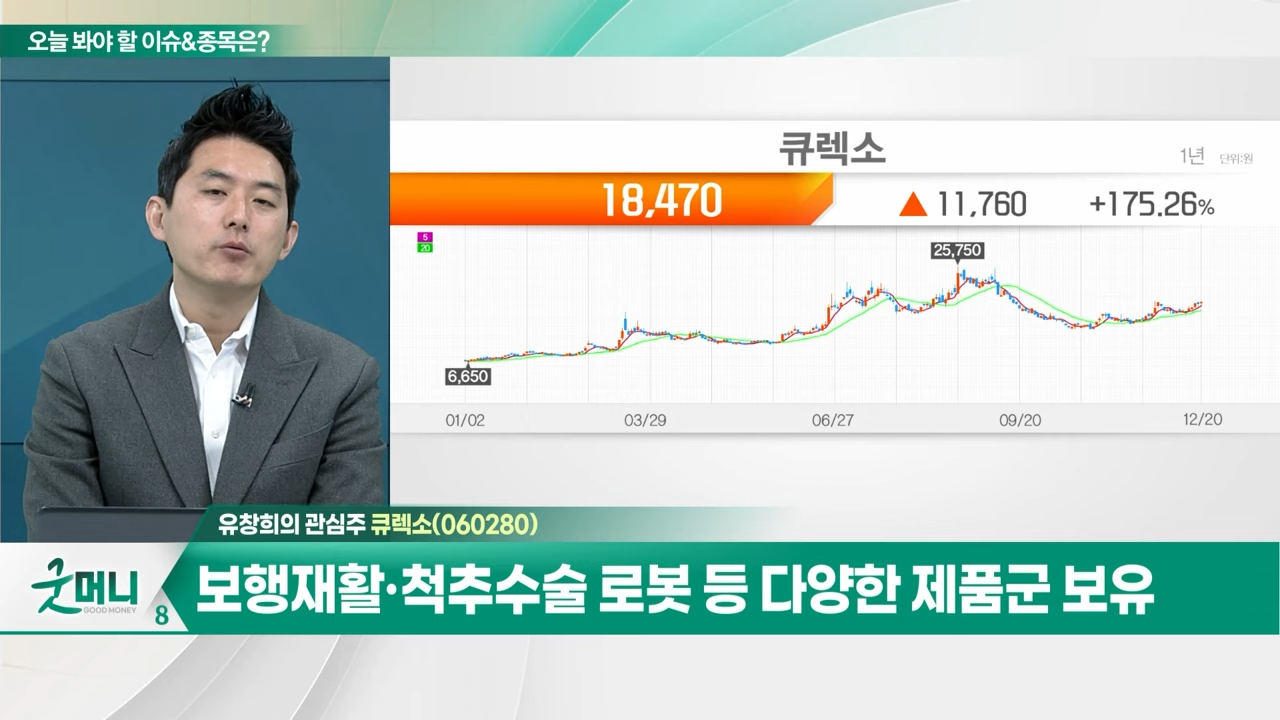 오늘 봐야 할 이슈&종목은?
큐렉소
1년 단위:원
18,470 ▲ 11,760 +175.26%
5
20
25,750
6,650
01/02 03/29 06/27 09/20 12/20
유창희의 관심주 큐렉소(060280)
보행재활·척추수술 로봇 등 다양한 제품군 보유
굿머니
GOOD MONEY
8